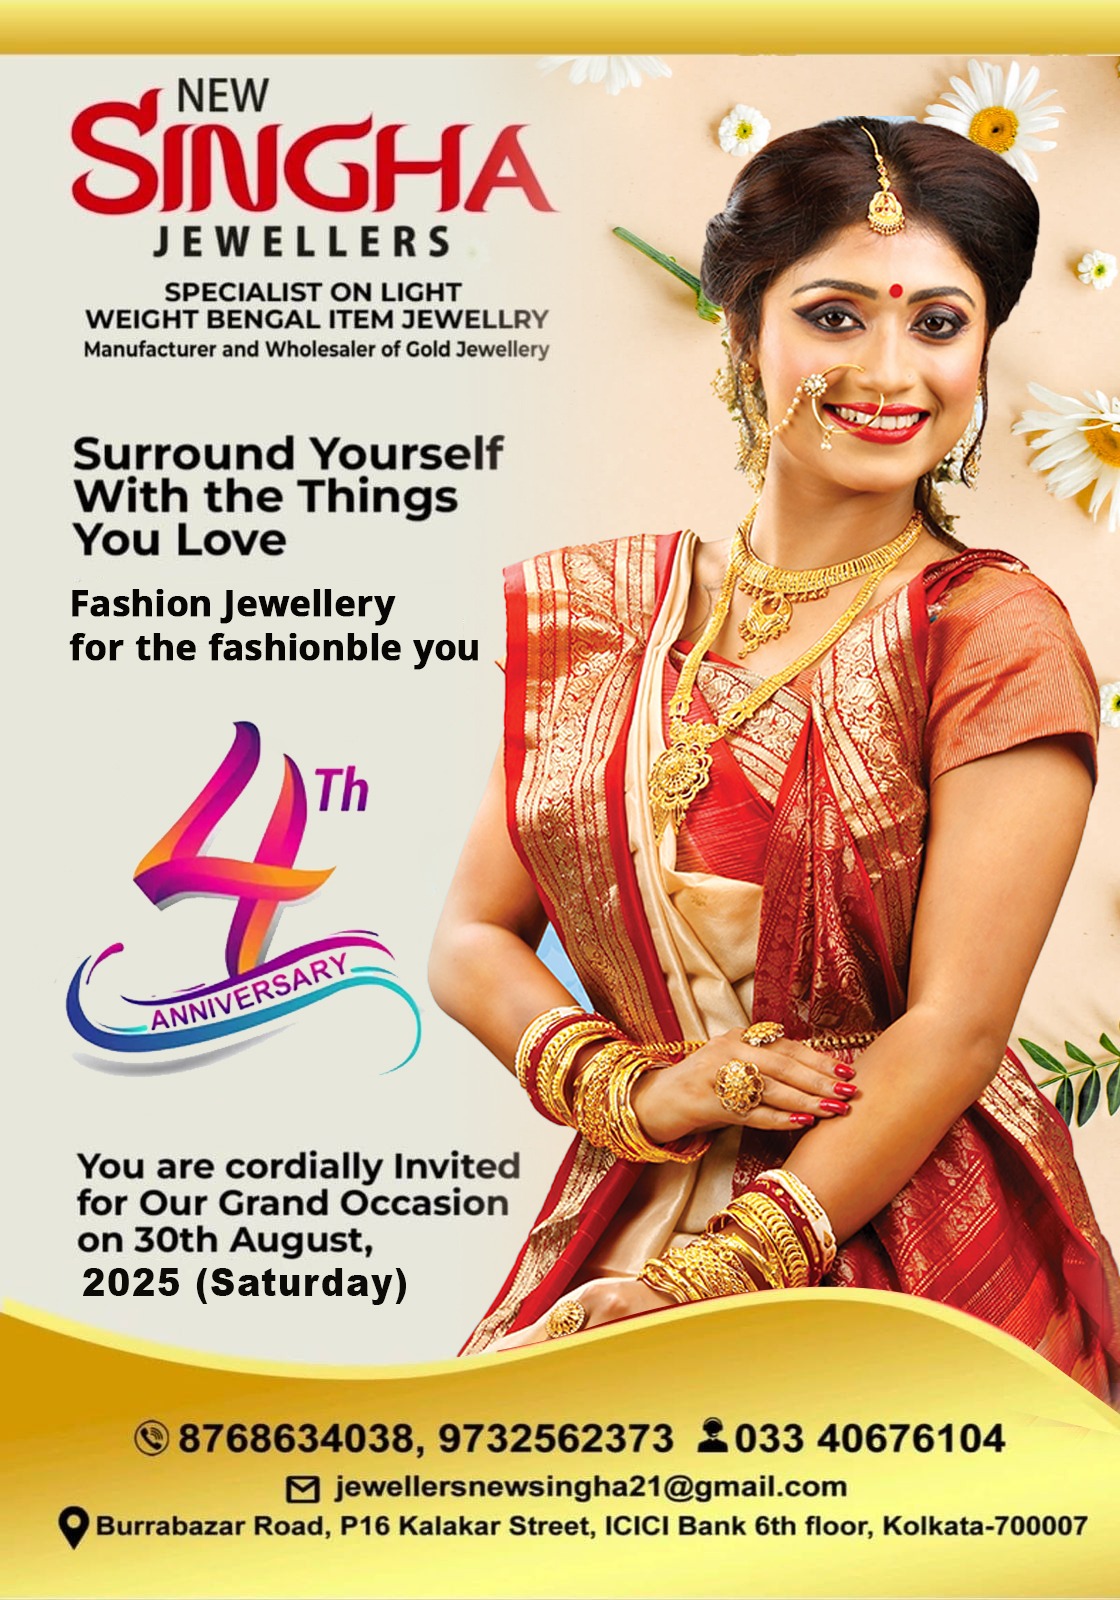 NEW
SINGHA
JEWELLERS
SPECIALIST ON LIGHT
WEIGHT BENGAL ITEM JEWELLRY
Manufacturer and Wholesaler of Gold Jewellery
Surround Yourself
With the Things
You Love
Fashion Jewellery
for the fashionble you
4Th
ANNIVERSARY
You are cordially Invited
for Our Grand Occasion
on 30th August,
2025 (Saturday)
8768634038, 9732562373 033 40676104
jewellersnewsingha21@gmail.com
Burrabazar Road, P16 Kalakar Street, ICICI Bank 6th floor, Kolkata-700007